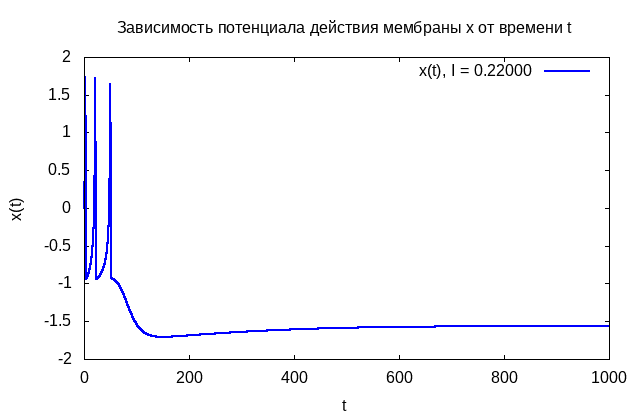 Зависимость потенциала действия мембраны x от времени t
x(t), I = 0.22000
2
1.5
1
0.5
0
-0.5
-1
-1.5
-2
x(t)
0 200 400 600 800 1000
t